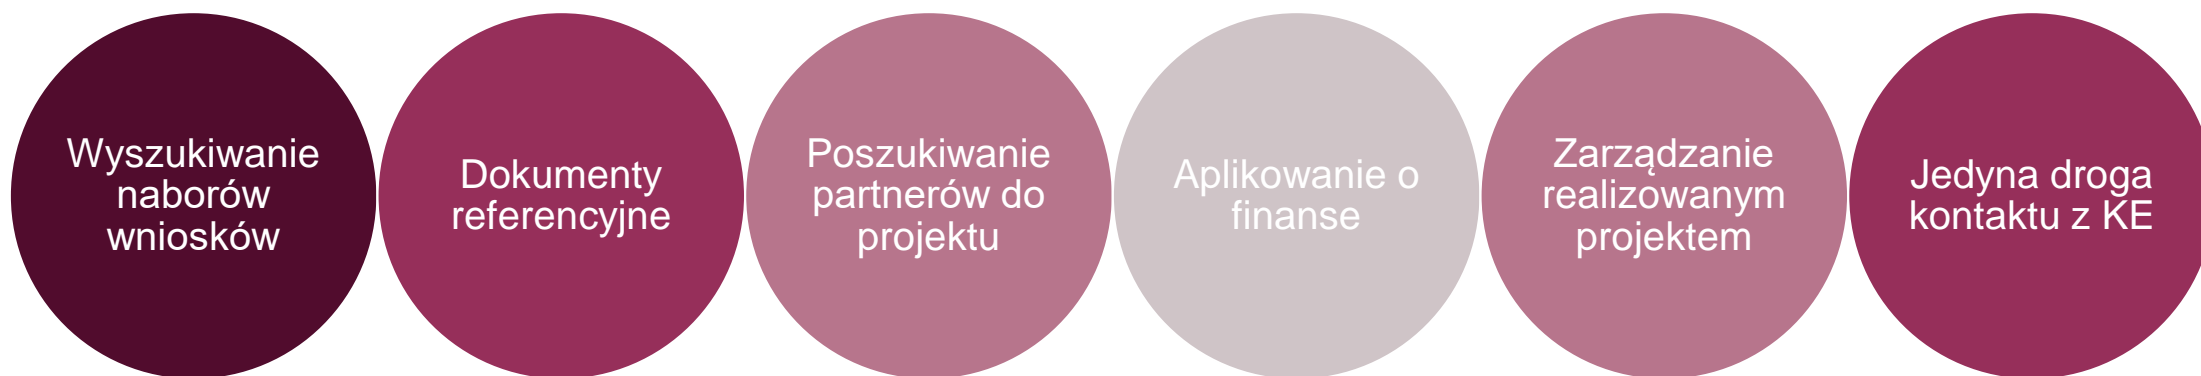 Wyszukiwanie
naborów
wniosków
Dokumenty
referencyjne
Poszukiwanie
partnerów do
projektu
Aplikowanie o
finanse
Zarządzanie
realizowanym
projektem
Jedyna droga
kontaktu z KE